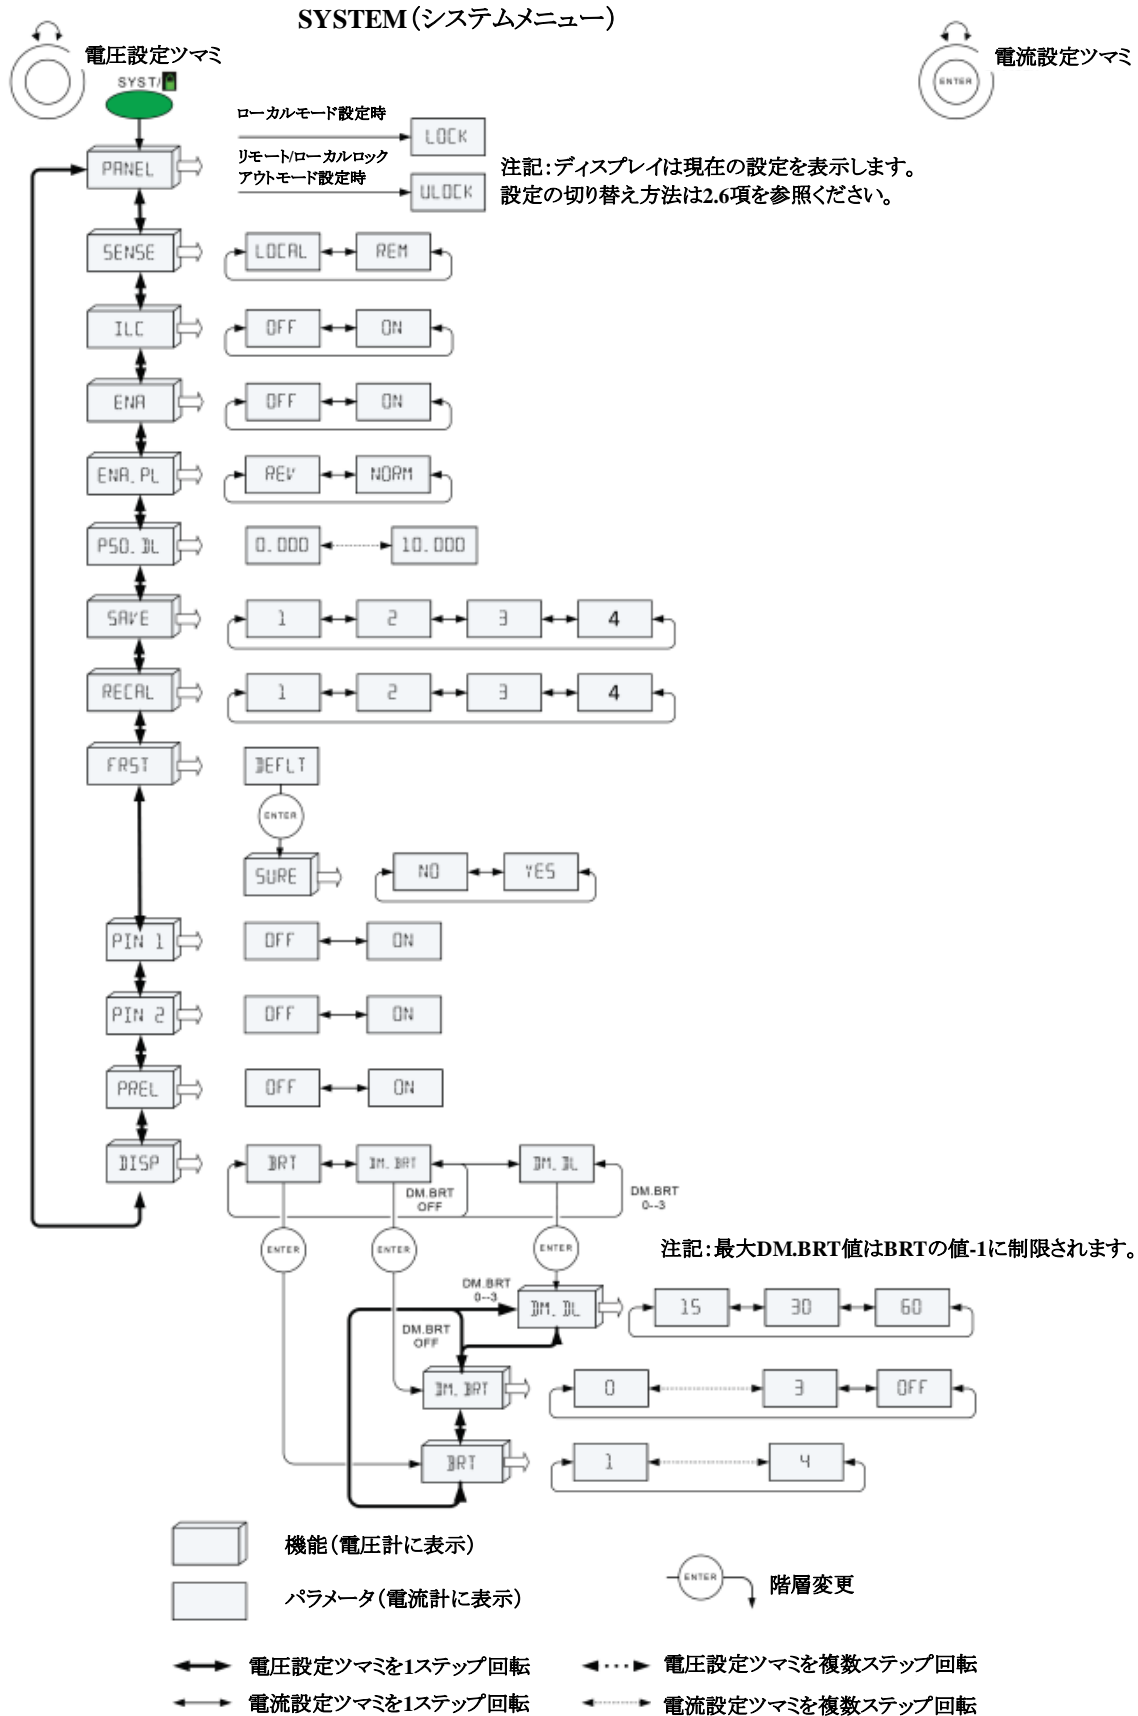 SYSTEM(システムメニュー)
電圧設定ツマミ
電流設定ツマミ
SYST/
ENTER
ローカルモード設定時
LOCK
PANEL
リモート/ローカルロック
アウトモード設定時
ULOCK
注記:ディスプレイは現在の設定を表示します。
設定の切り替え方法は2.6項を参照ください。
SENSE
LOCAL
REM
ILC
OFF
ON
ENA
OFF
ON
ENA.PL
REV
NORM
PSO.DL
0.000
10.000
SAVE
1
2
3
4
RECAL
1
2
3
4
FRST
DEFLT
ENTER
SURE
NO
YES
PIN 1
OFF
ON
PIN 2
OFF
ON
PREL
OFF
ON
DISP
BRT
DM.BRT
DM.DL
DM.BRT
OFF
DM.BRT
0--3
ENTER
ENTER
ENTER
注記:最大DM.BRT値はBRTの値-1に制限されます。
DM.BRT
0--3
DM.DL
15
30
60
DM.BRT
OFF
DM.BRT
0
3
OFF
BRT
1
4
機能(電圧計に表示)
パラメータ(電流計に表示)
ENTER
階層変更
電圧設定ツマミを1ステップ回転
電圧設定ツマミを複数ステップ回転
電流設定ツマミを1ステップ回転
電流設定ツマミを複数ステップ回転